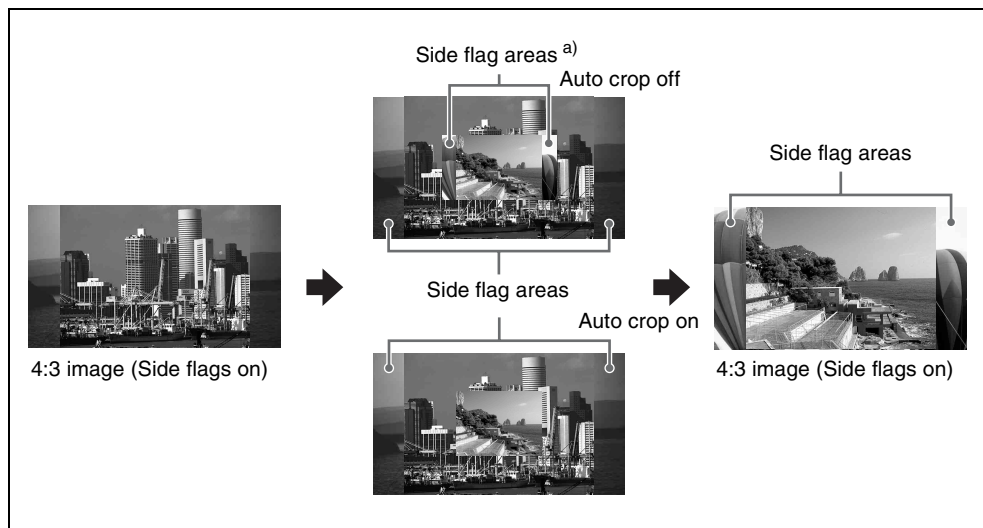 Side flag areas a)
Auto crop off
Side flag areas
4:3 image (Side flags on)
Side flag areas
Auto crop on
4:3 image (Side flags on)